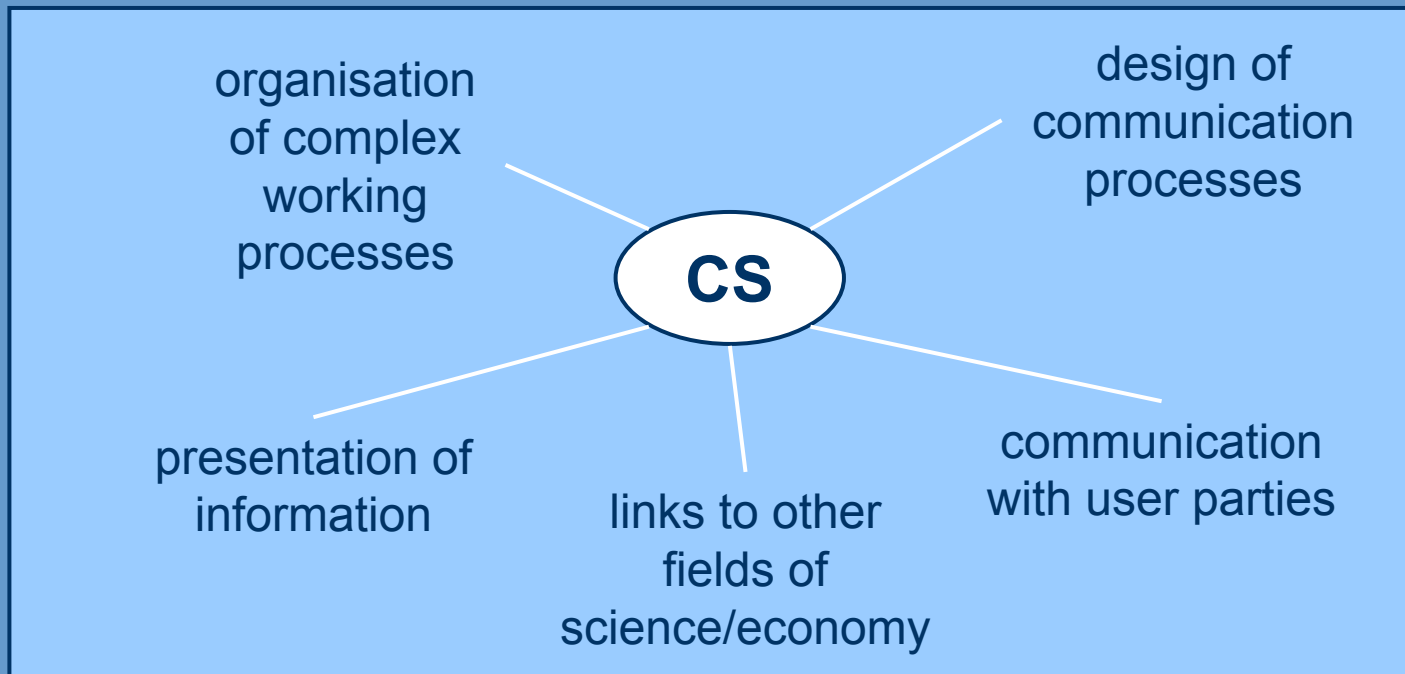 organisation
of complex
working
processes
design of
communication
processes
CS
presentation of
information
links to other
fields of
science/economy
communication
with user parties